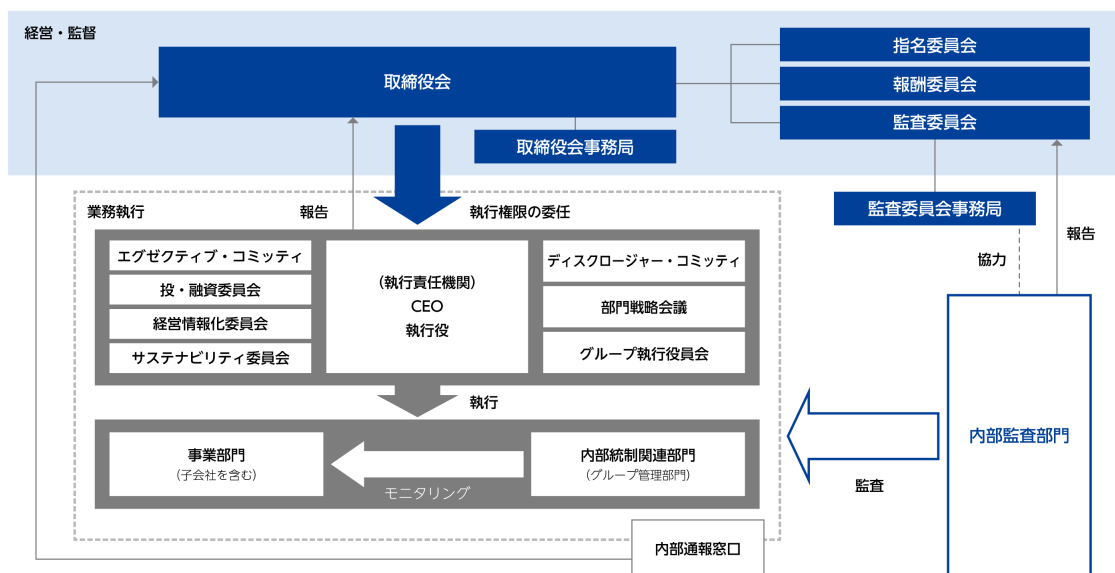 経営・監督
取締役会
指名委員会
報酬委員会
監査委員会
取締役会事務局
監査委員会事務局
業務執行
報告
執行権限の委任
報告
協力
エグゼクティブ・コミッティ
投・融資委員会
経営情報化委員会
サステナビリティ委員会
(執行責任機関)
CEO
執行役
ディスクロージャー・コミッティ
部門戦略会議
グループ執行役員会
執行
事業部門
(子会社を含む)
モニタリング
内部統制関連部門
(グループ管理部門)
監査
内部監査部門
内部通報窓口